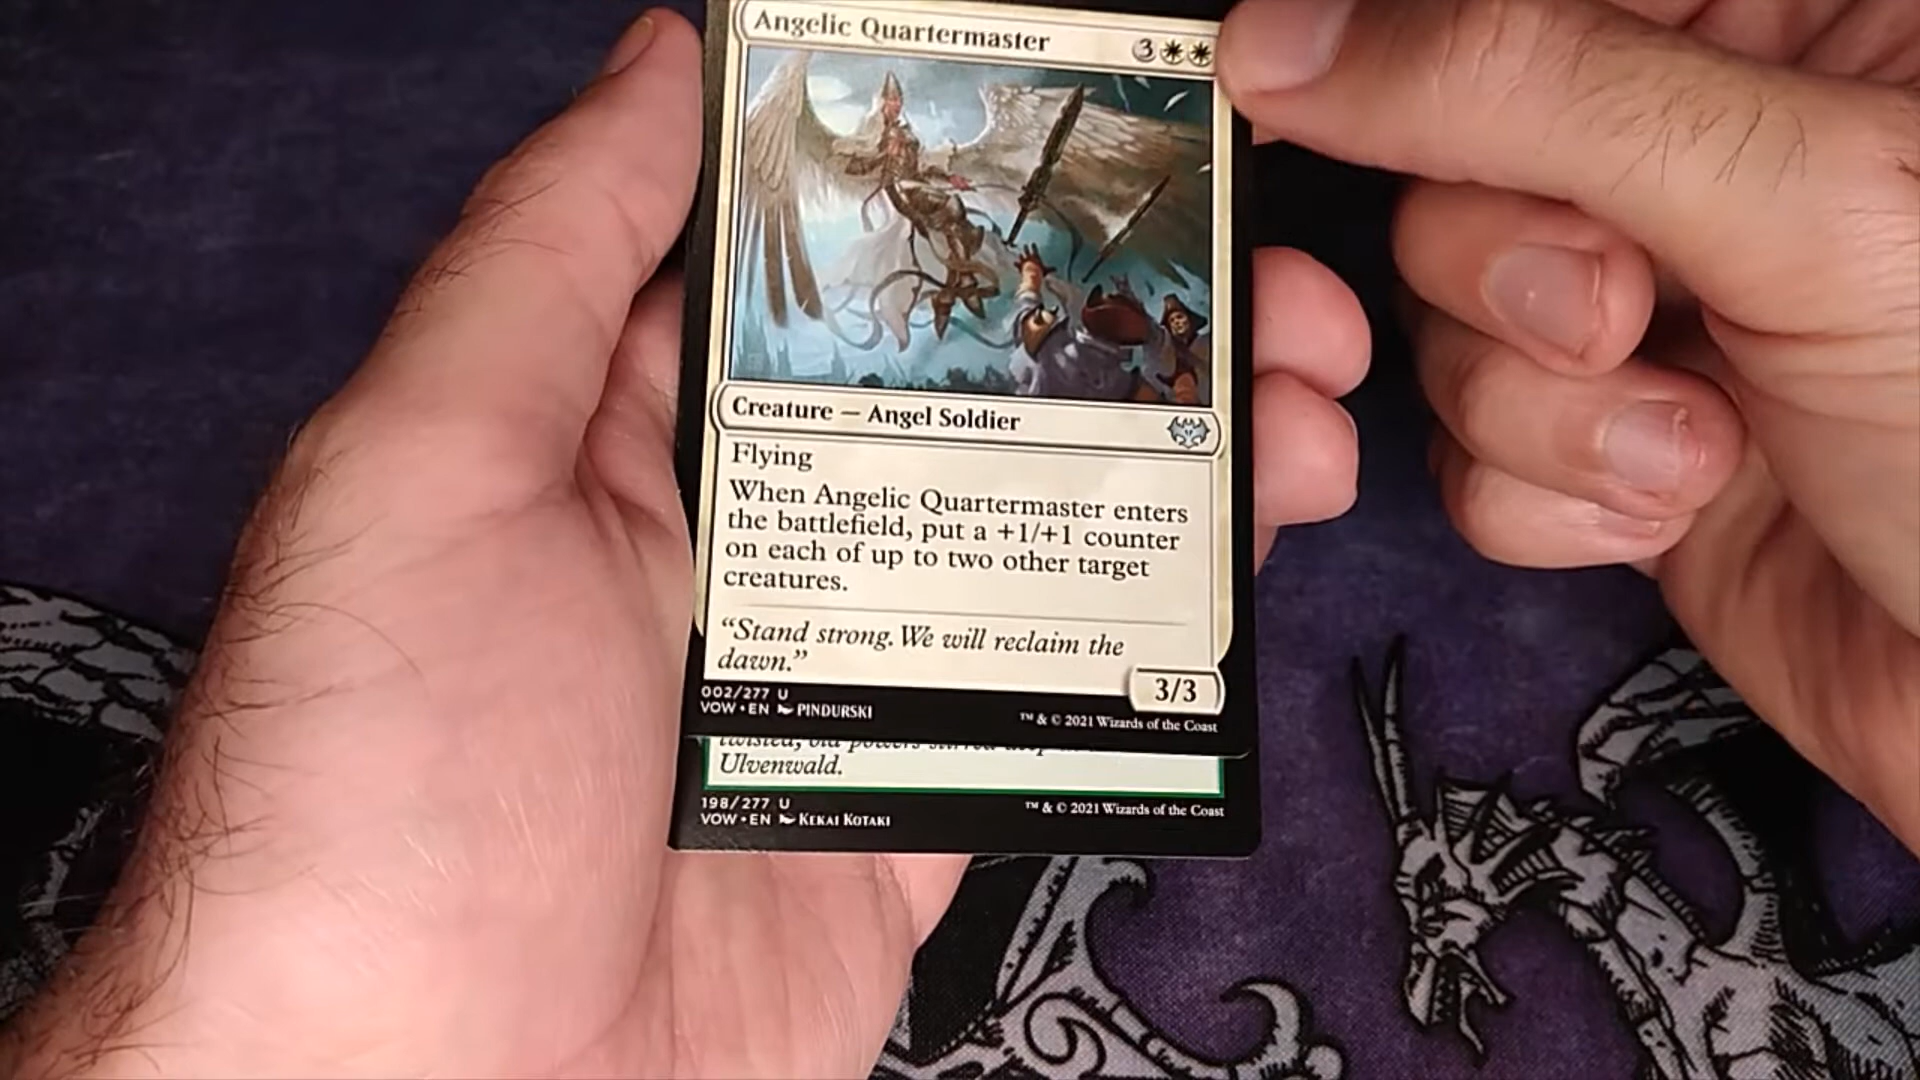 Angelic Quartermaster 3
Creature — Angel Soldier
Flying
When Angelic Quartermaster enters
the battlefield, put a +1/+1 counter
on each of up to two other target
creatures.
“Stand strong. We will reclaim the
dawn.”
3/3
002/277 U
VOW • EN PINDURSKI
™ & © 2021 Wizards of the Coast
Ulvenwald.
198/277 U
VOW • EN KEKAI KOTAKI
™ & © 2021 Wizards of the Coast